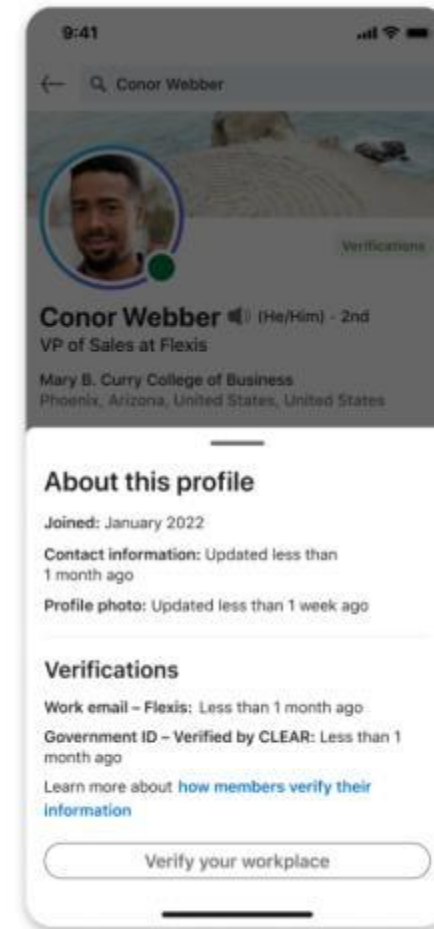 9:41
Conor Webber
Verifications
Conor Webber (He/Him) - 2nd
VP of Sales at Flexis
Mary B. Curry College of Business
Phoenix, Arizona, United States, United States
About this profile
Joined: January 2022
Contact information: Updated less than
1 month ago
Profile photo: Updated less than 1 week ago
Verifications
Work email – Flexis: Less than 1 month ago
Government ID – Verified by CLEAR: Less than 1
month ago
Learn more about how members verify their
information
Verify your workplace